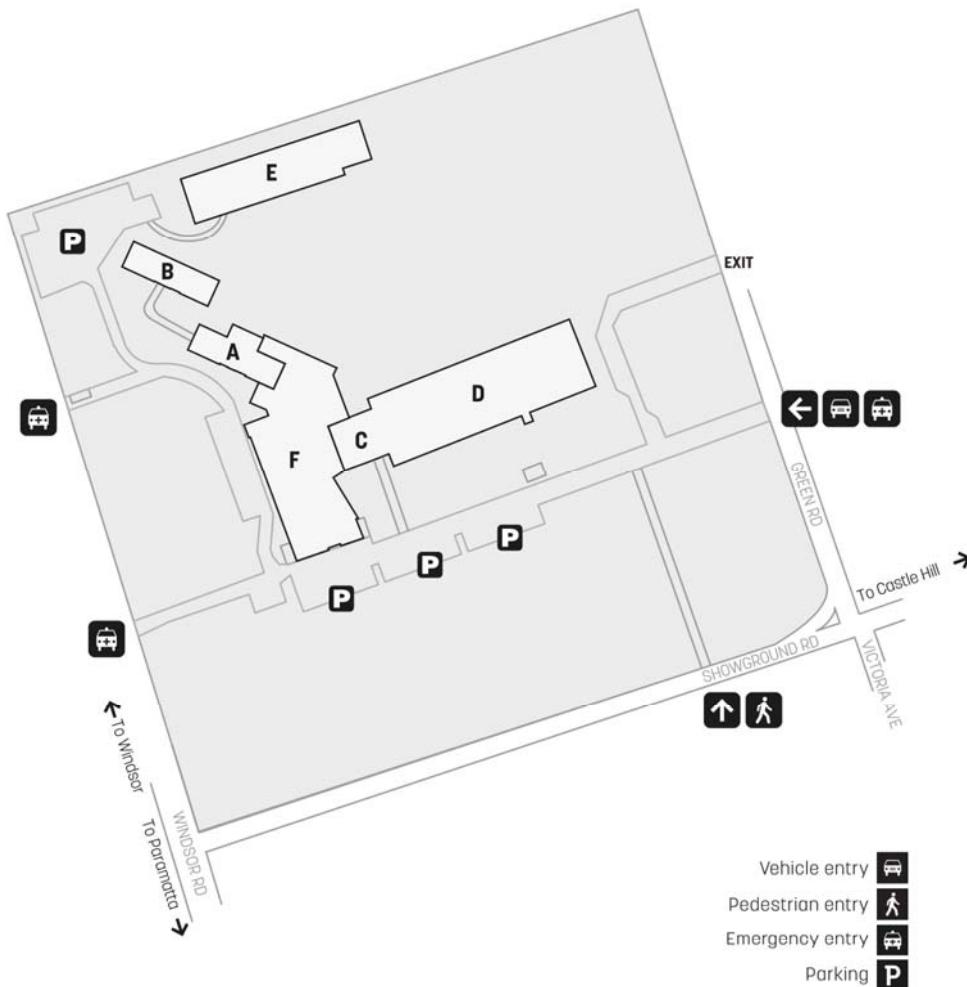 E
P
B
EXIT
A
D
C
F
GREEN RD
P
P
P
To Castle Hill
SHOWGROUND RD
VICTORIA AVE
To Windsor
To Paramatta
WINDSOR RD
Vehicle entry
Pedestrian entry
Emergency entry
Parking P